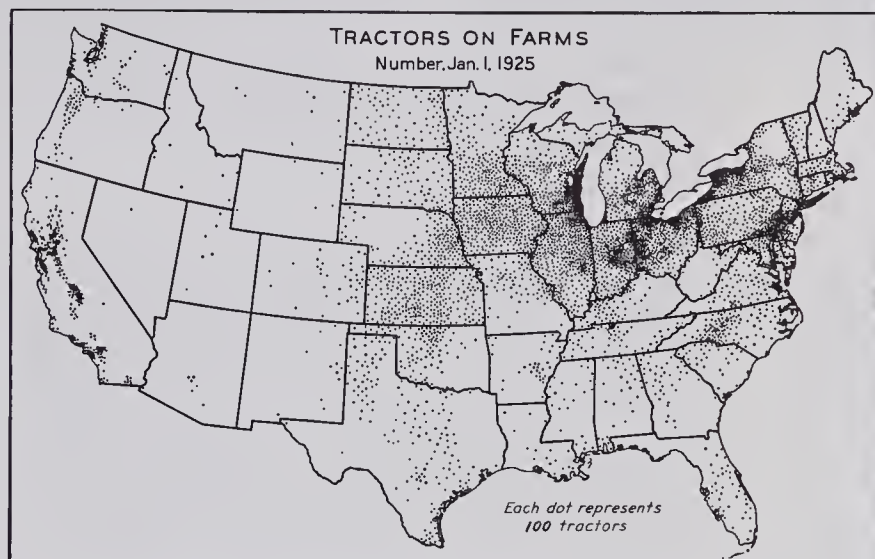 TRACTORS ON FARMS
Number, Jan. 1, 1925
Each dot represents
100 tractors